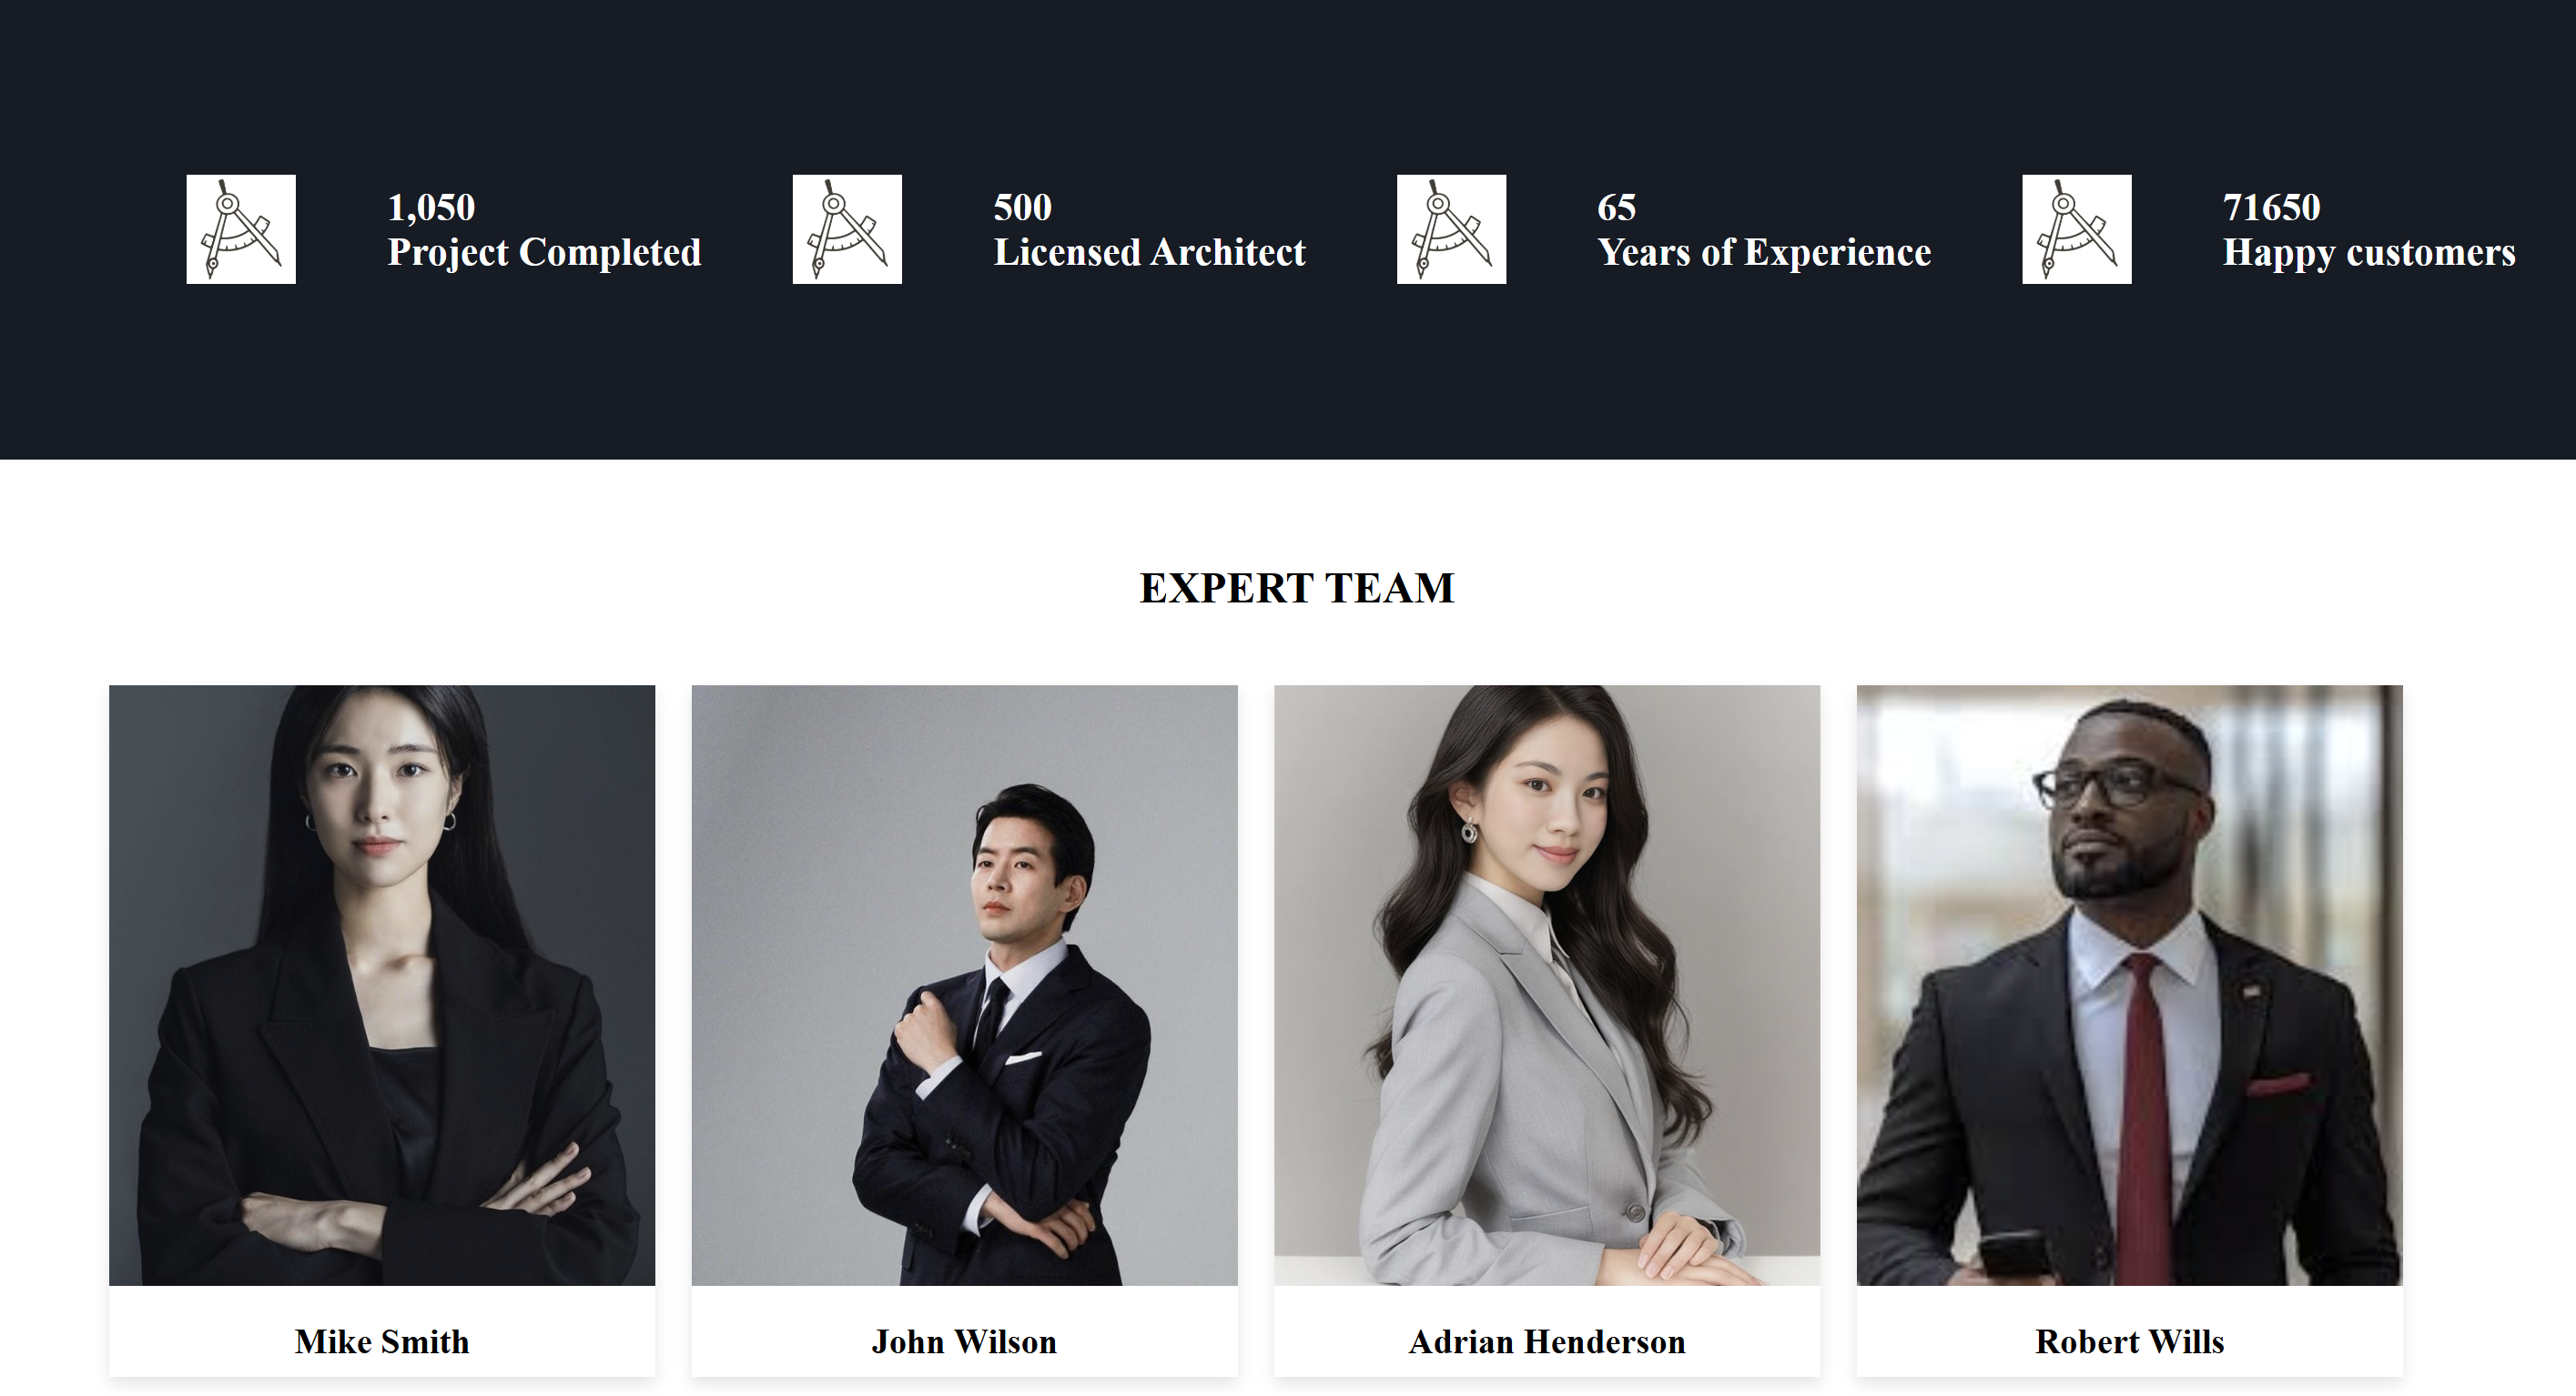 1,050
Project Completed
500
Licensed Architect
65
Years of Experience
71650
Happy customers
EXPERT TEAM
Mike Smith
John Wilson
Adrian Henderson
Robert Wills